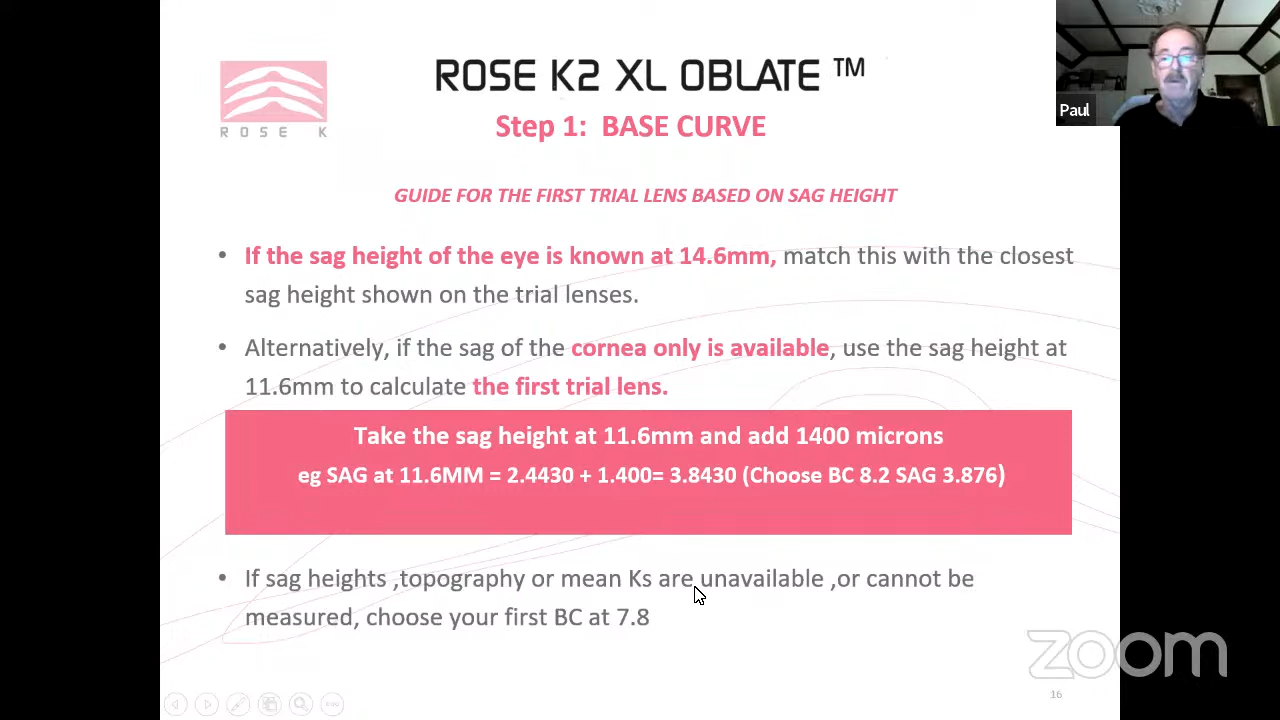 ROSE K2 XL OBLATE ™
ROSE K
Step 1: BASE CURVE
Paul
GUIDE FOR THE FIRST TRIAL LENS BASED ON SAG HEIGHT
• If the sag height of the eye is known at 14.6mm, match this with the closest
sag height shown on the trial lenses.
• Alternatively, if the sag of the cornea only is available, use the sag height at
11.6mm to calculate the first trial lens.
Take the sag height at 11.6mm and add 1400 microns
eg SAG at 11.6MM = 2.4430 + 1.400= 3.8430 (Choose BC 8.2 SAG 3.876)
• If sag heights ,topography or mean Ks are unavailable ,or cannot be
measured, choose your first BC at 7.8
zoom
16